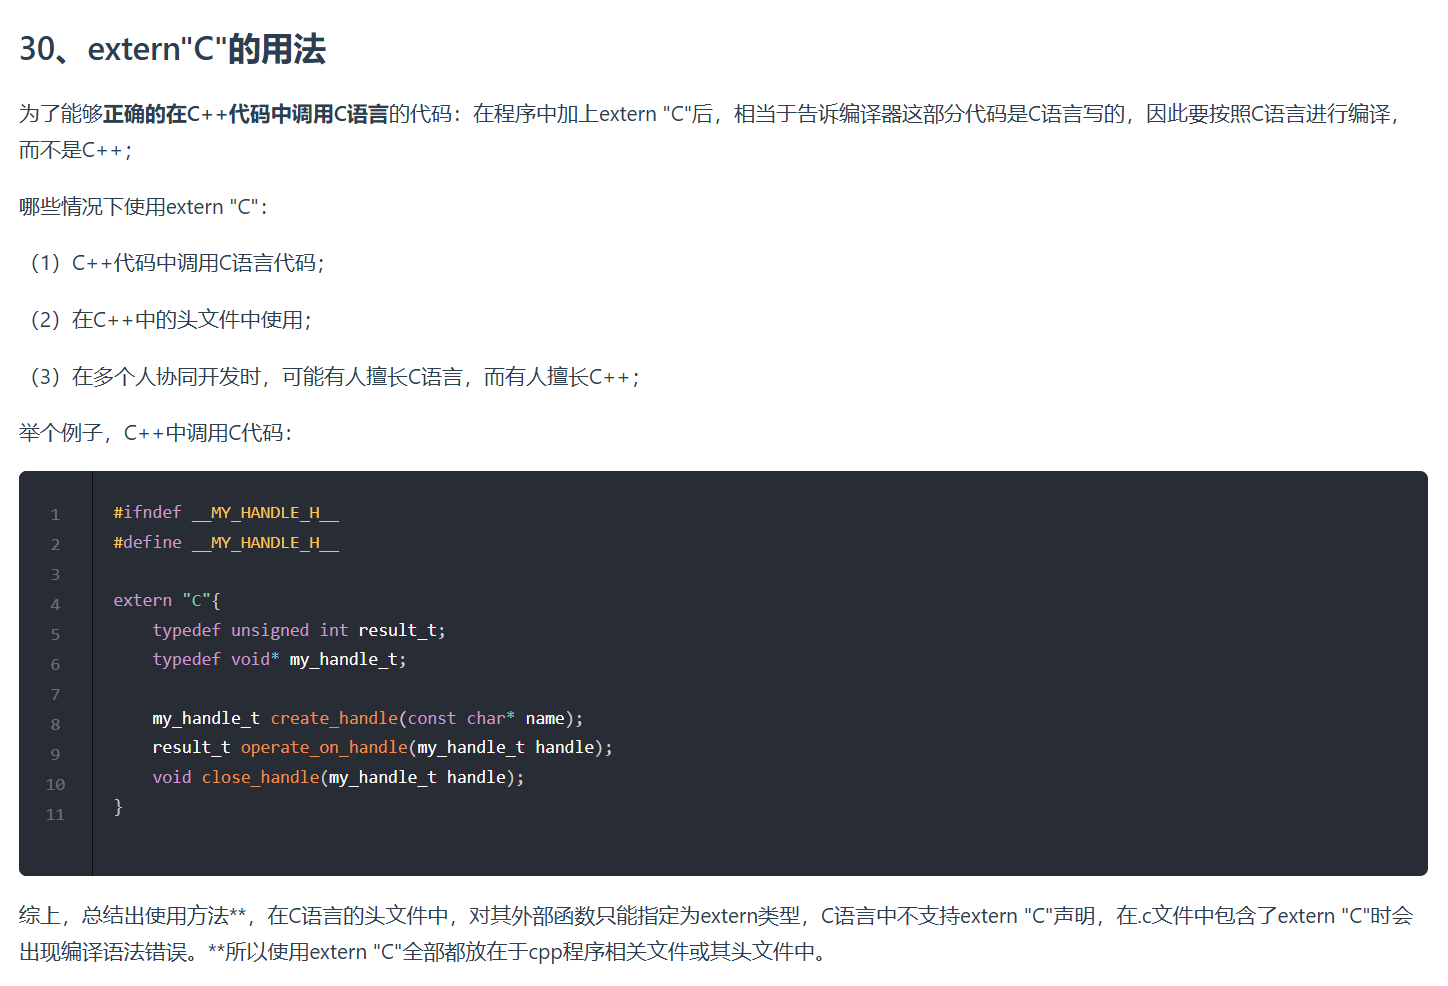 30、extern"C"的用法
为了能够正确的在C++代码中调用C语言的代码：在程序中加上extern "C"后，相当于告诉编译器这部分代码是C语言写的，因此要按照C语言进行编译，
而不是C++；
哪些情况下使用extern "C"：
（1）C++代码中调用C语言代码；
（2）在C++中的头文件中使用；
（3）在多个人协同开发时，可能有人擅长C语言，而有人擅长C++；
举个例子，C++中调用C代码：
1 #ifndef __MY_HANDLE_H__
2 #define __MY_HANDLE_H__
3
4 extern "C"{
5     typedef unsigned int result_t;
6     typedef void* my_handle_t;
7
8     my_handle_t create_handle(const char* name);
9     result_t operate_on_handle(my_handle_t handle);
10     void close_handle(my_handle_t handle);
11 }
综上，总结出使用方法**，在C语言的头文件中，对其外部函数只能指定为extern类型，C语言中不支持extern "C"声明，在.c文件中包含了extern "C"时会
出现编译语法错误。**所以使用extern "C"全部都放在于cpp程序相关文件或其头文件中。